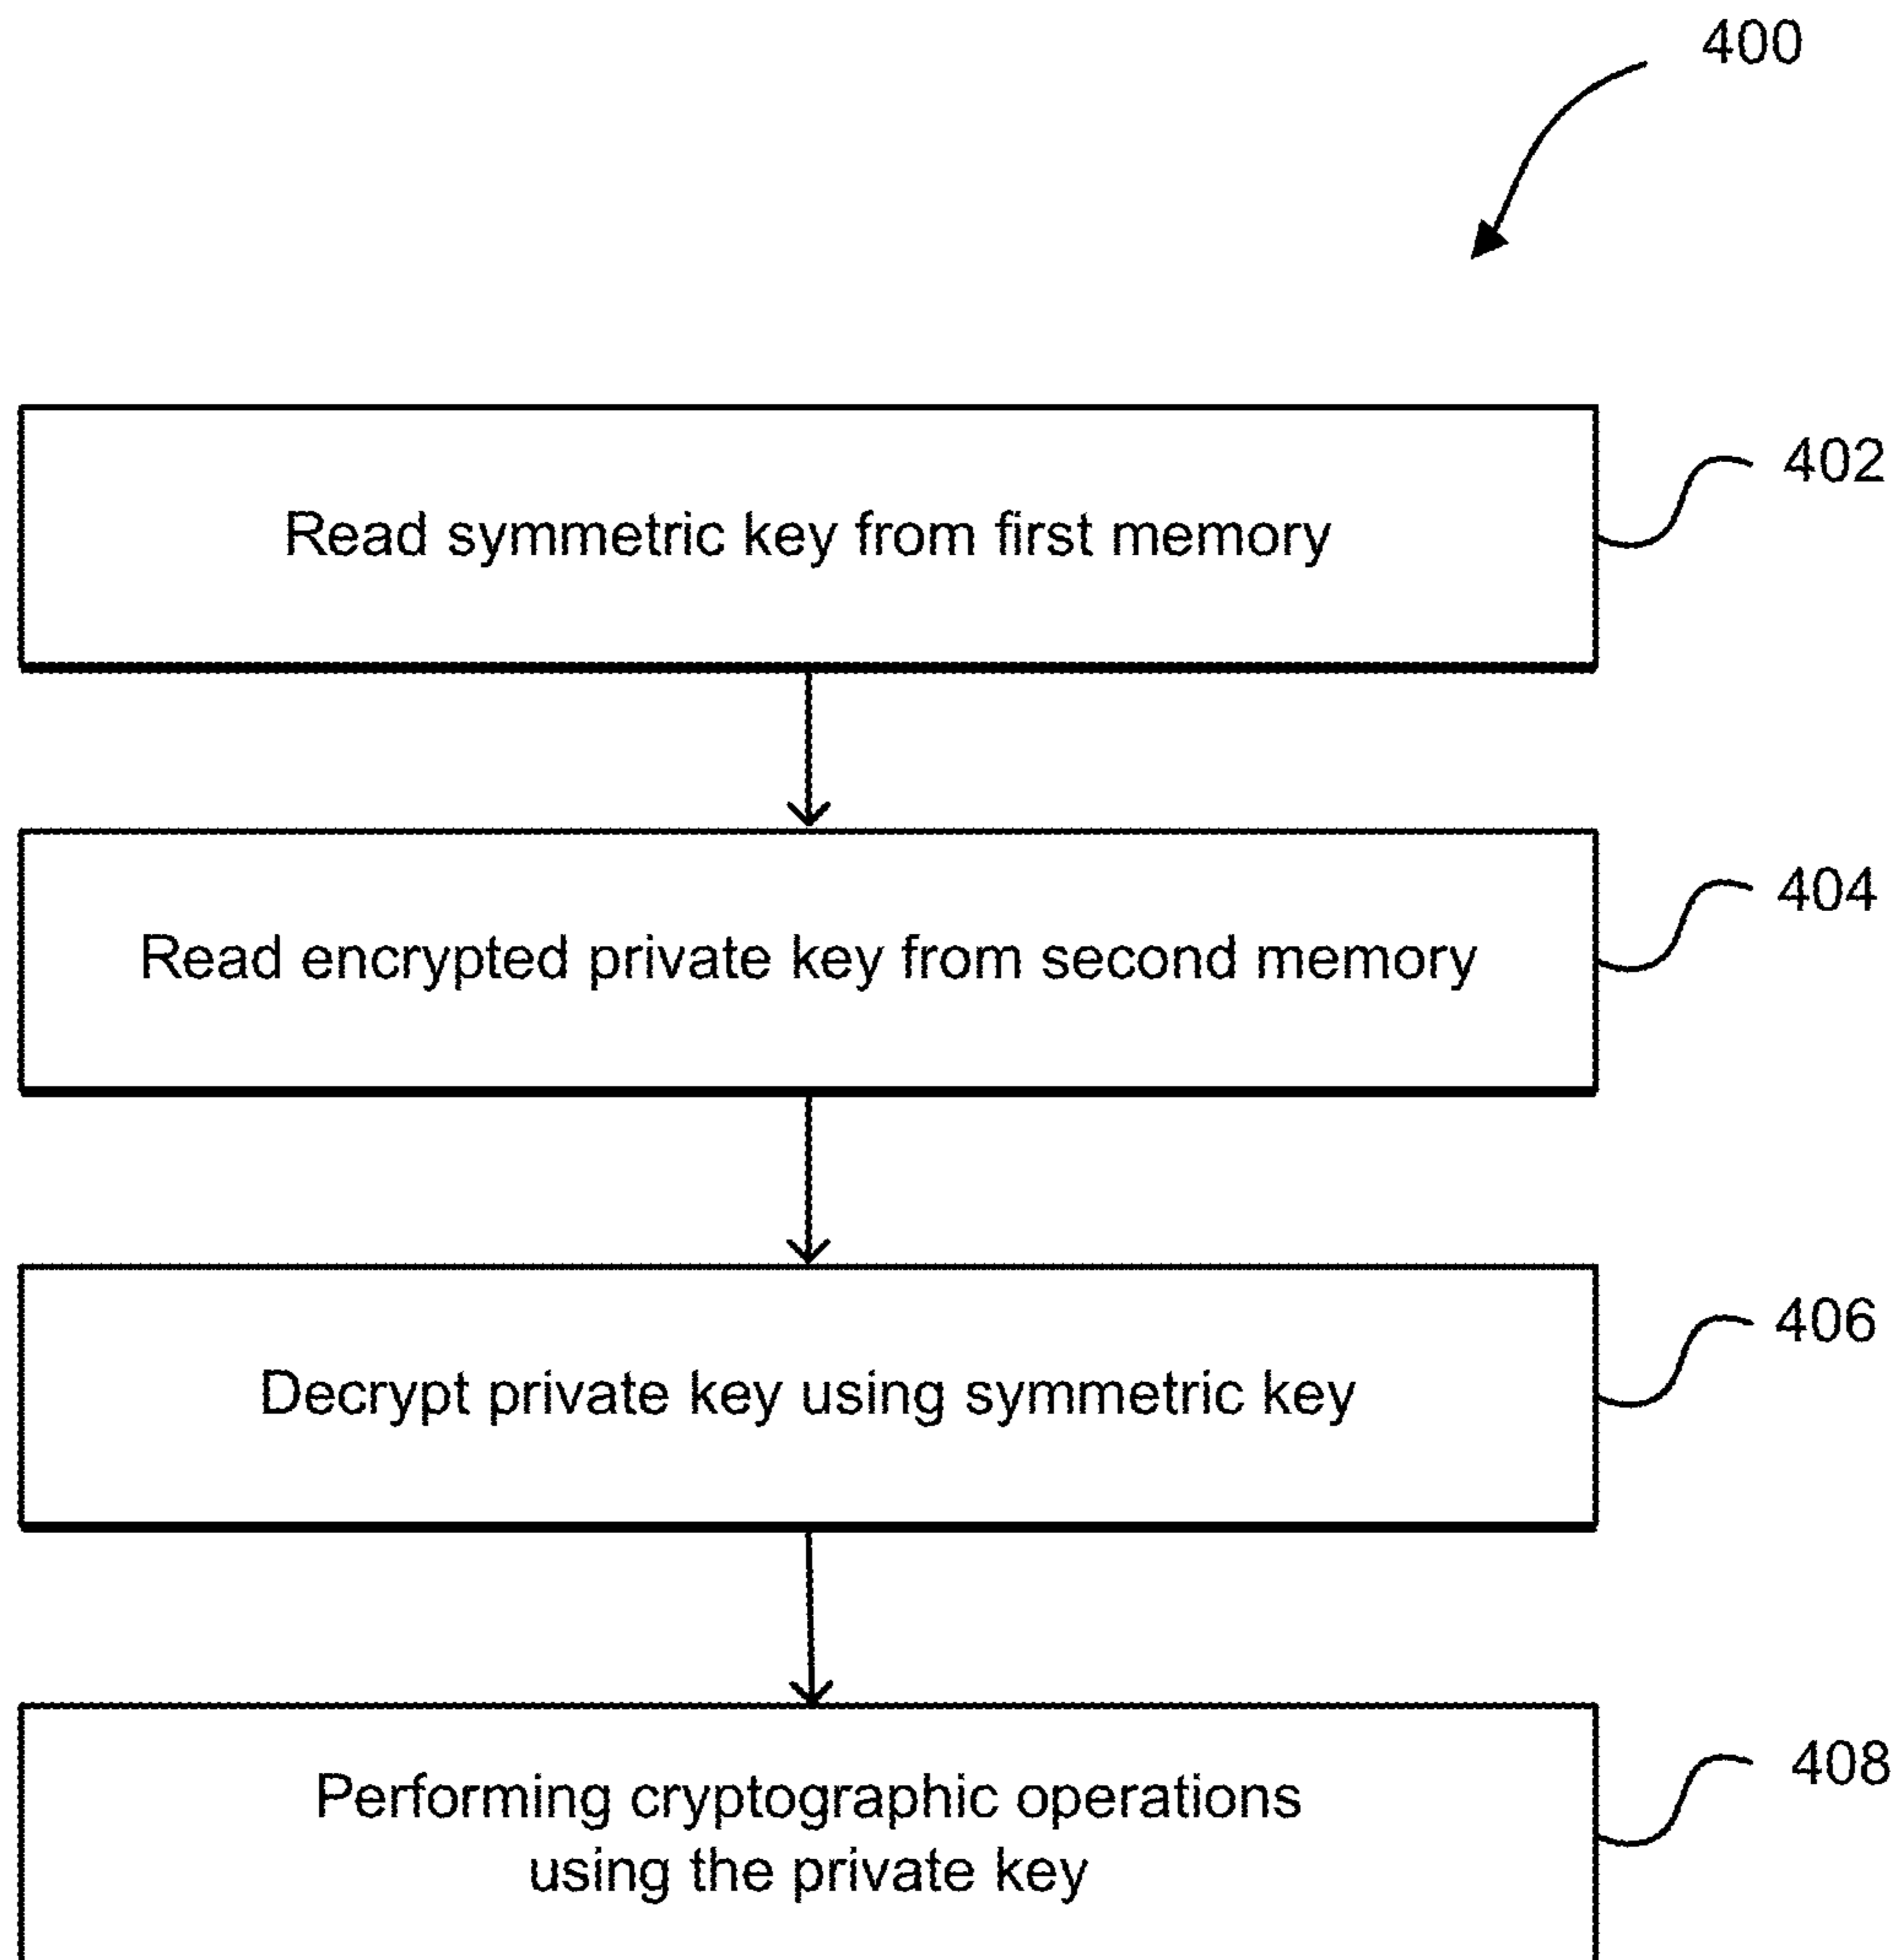 400
Read symmetric key from first memory
402
Read encrypted private key from second memory
404
Decrypt private key using symmetric key
406
Performing cryptographic operations
using the private key
408